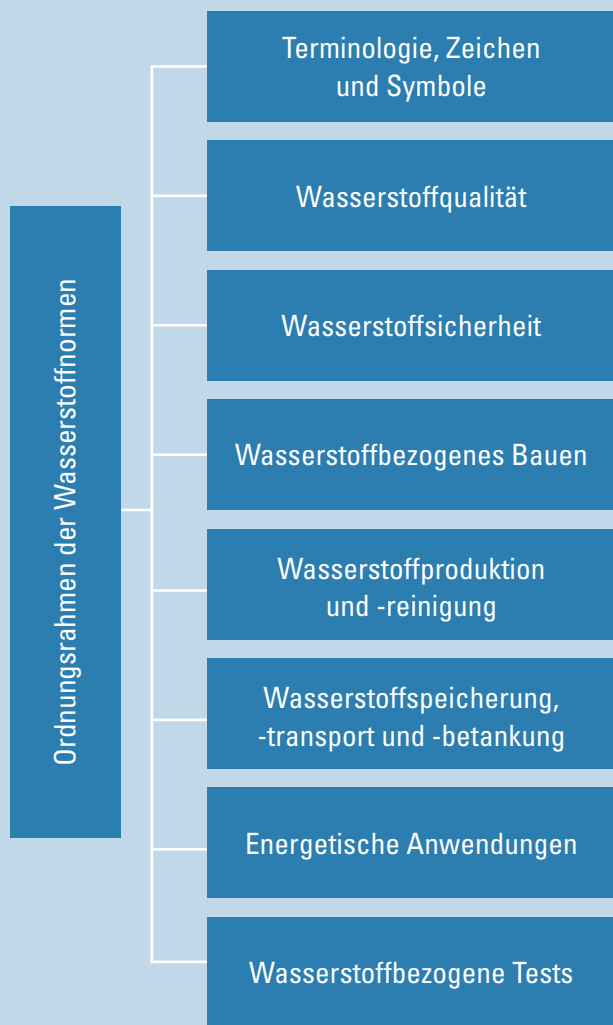 Ordnungsrahmen der Wasserstoffnormen
Terminologie, Zeichen
und Symbole
Wasserstoffqualität
Wasserstoffsicherheit
Wasserstoffbezogenes Bauen
Wasserstoffproduktion
und -reinigung
Wasserstoffspeicherung,
-transport und -betankung
Energetische Anwendungen
Wasserstoffbezogene Tests